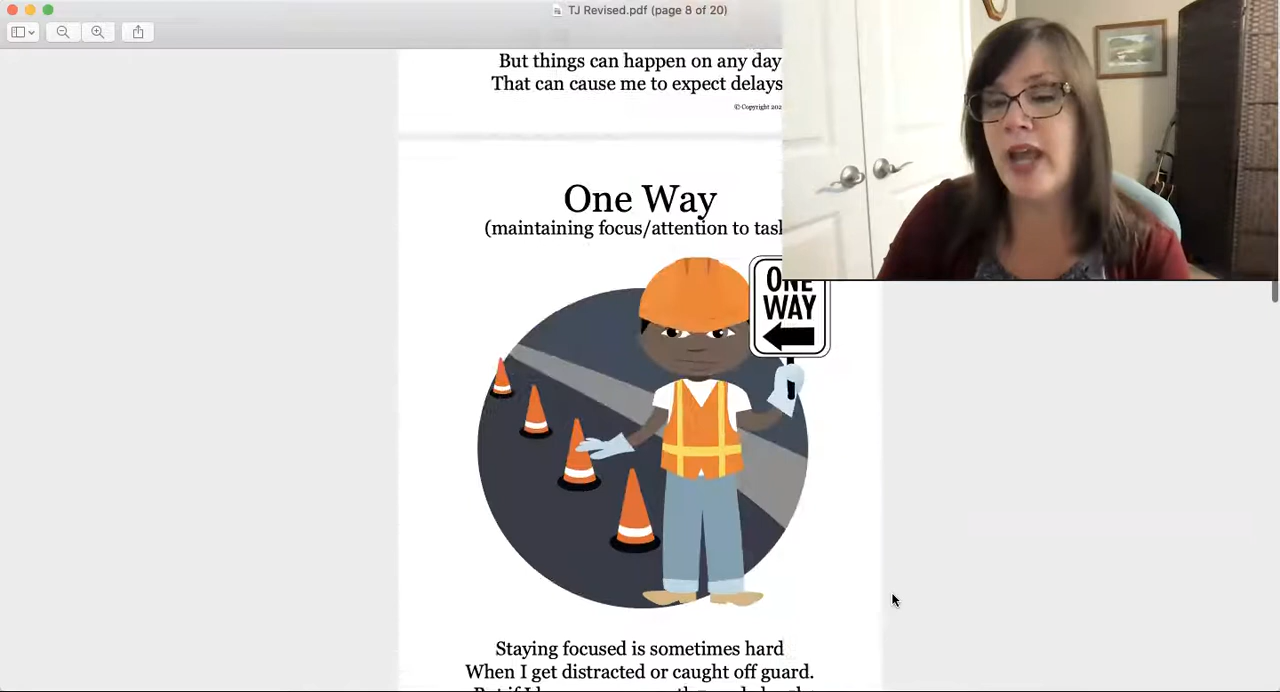 TJ Revised.pdf (page 8 of 20)
But things can happen on any day
That can cause me to expect delays
© Copyright
One Way
(maintaining focus/attention to
ONE
WAY
Staying focused is sometimes hard
When I get distracted or caught off guard.
But if I